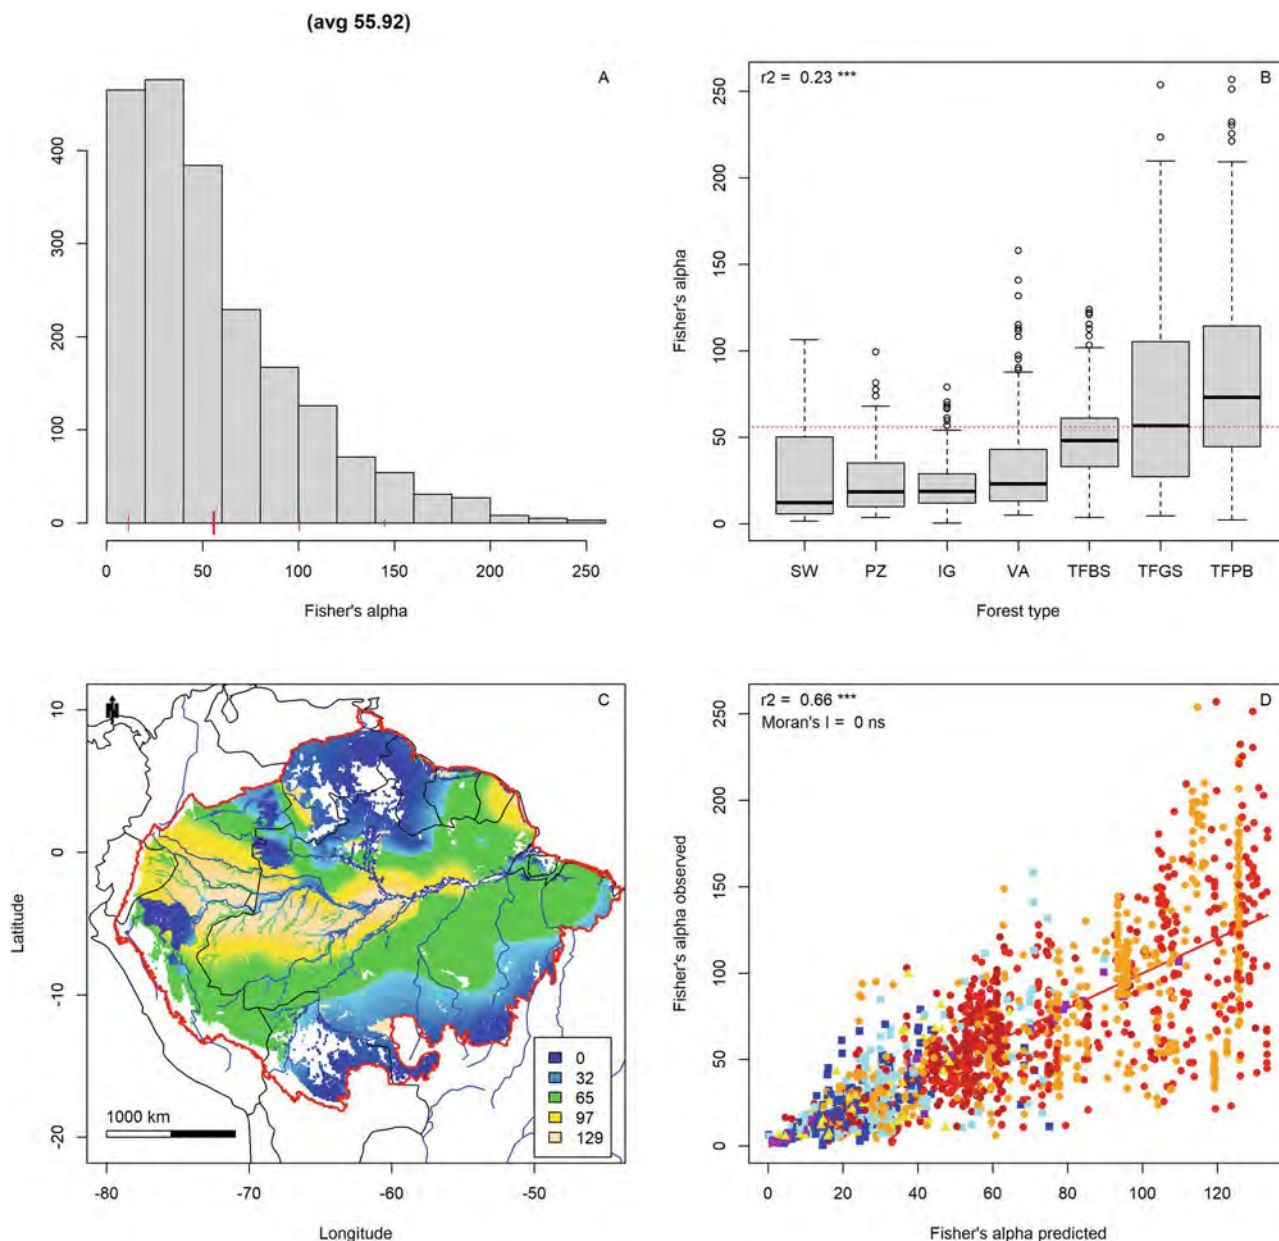 (avg 55.92)
A
400
300
200
100
0
0 50 100 150 200 250
Fisher's alpha
r2 = 0.23 ***
B
250
200
150
100
50
0
Fisher's alpha
SW PZ IG VA TFBS TFGS TFPB
Forest type
C
N
10
0
-10
-20
Latitude
0
32
65
97
129
1000 km
-80 -70 -60 -50
Longitude
r2 = 0.66 ***
D
Moran's I = 0 ns
250
200
150
100
50
0
Fisher's alpha observed
0 20 40 60 80 100 120
Fisher's alpha predicted